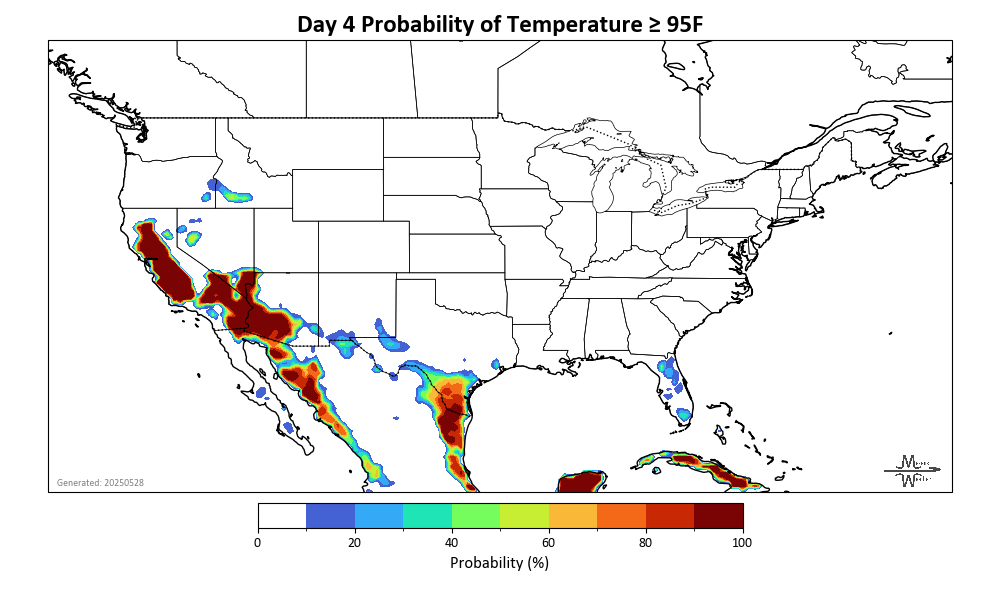 Day 4 Probability of Temperature ≥ 95F
Generated: 20250528
0 20 40 60 80 100
Probability (%)